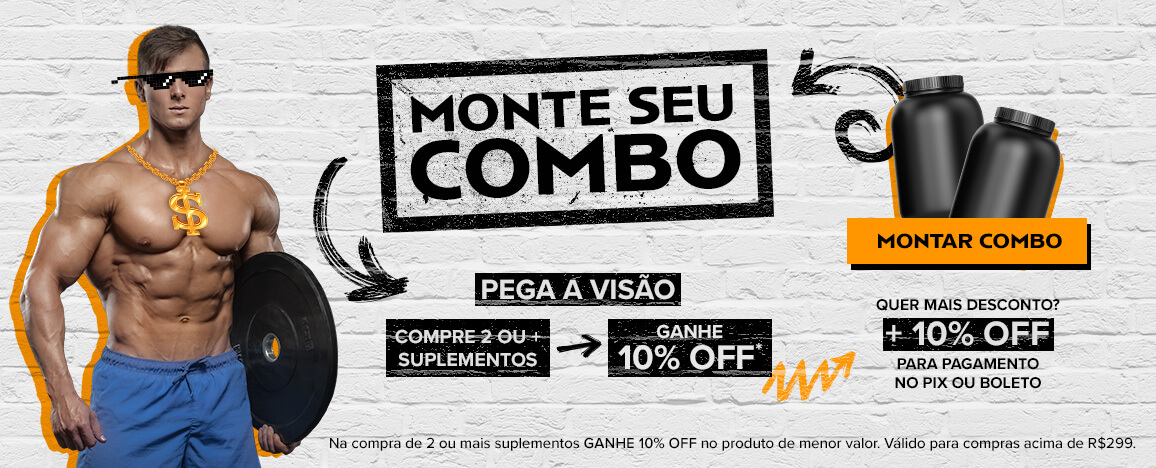 MONTE SEU
COMBO
PEGA A VISÃO
COMPRE 2 OU +
SUPLEMENTOS
GANHE
10% OFF*
MONTAR COMBO
QUER MAIS DESCONTO?
+ 10% OFF
PARA PAGAMENTO
NO PIX OU BOLETO
Na compra de 2 ou mais suplementos GANHE 10% OFF no produto de menor valor. Válido para compras acima de R$299.